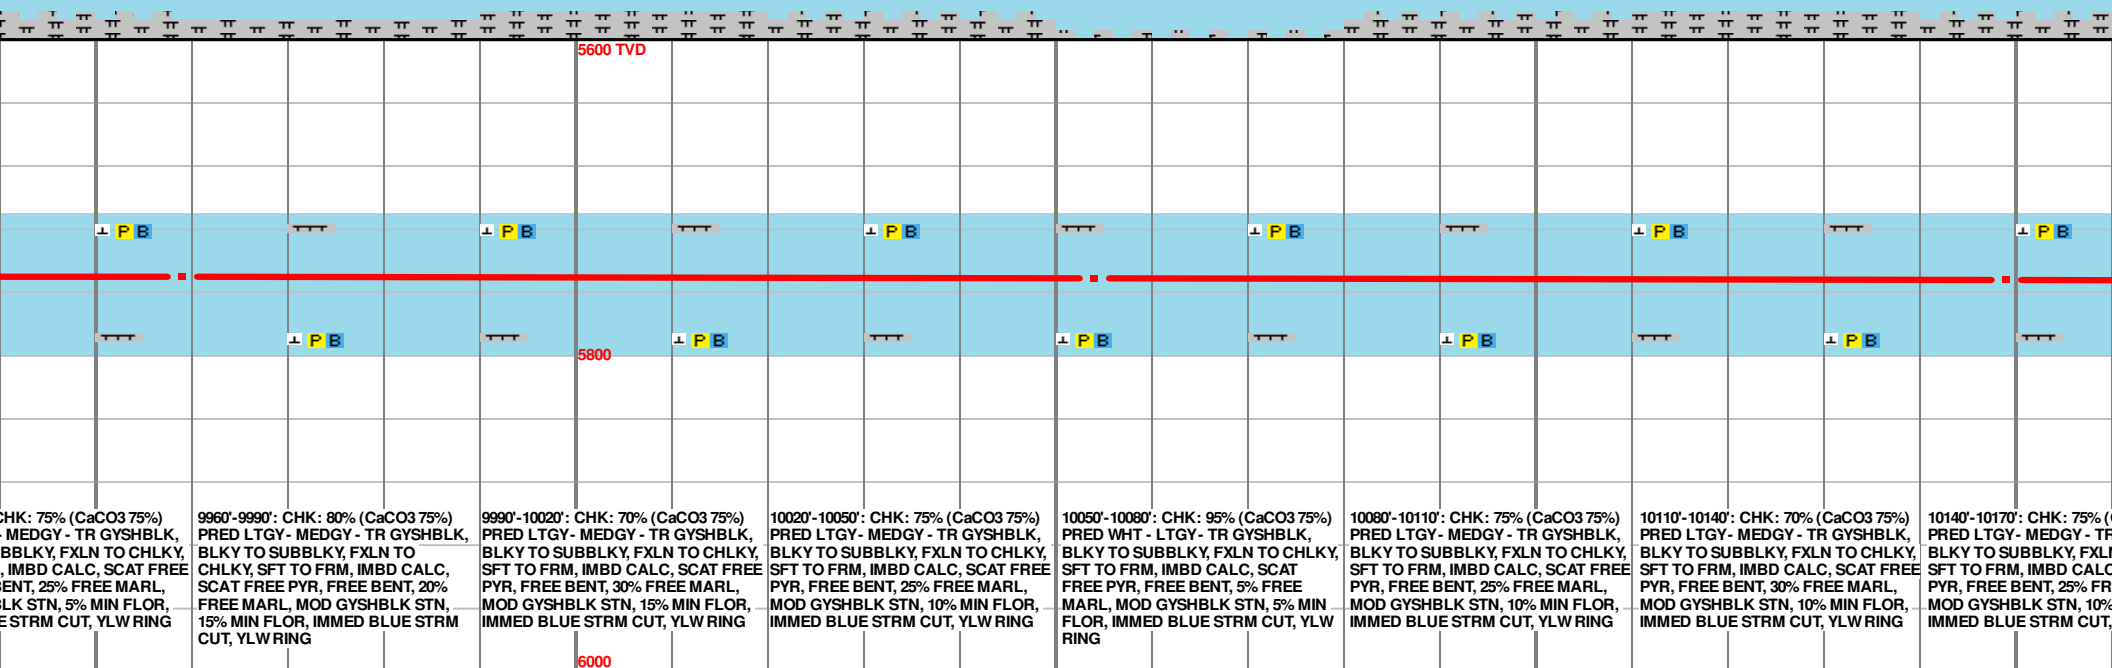 5600 TVD
P B
P B
P B
P B
P B
P B
P B
P B
P B
P B
P B
5800
CHK: 75% (CaCO3 75%)
- MEDGY - TR GYSHBLK,
BBLKY, FXLN TO CHLKY,
, IMBD CALC, SCAT FREE
ENT, 25% FREE MARL,
LK STN, 5% MIN FLOR,
E STRM CUT, YLW RING
9960'-9990': CHK: 80% (CaCO3 75%)
PRED LTGY - MEDGY - TR GYSHBLK,
BLKY TO SUBBLKY, FXLN TO
CHLKY, SFT TO FRM, IMBD CALC,
SCAT FREE PYR, FREE BENT, 20%
FREE MARL, MOD GYSHBLK STN,
15% MIN FLOR, IMMED BLUE STRM
CUT, YLW RING
9990'-10020': CHK: 70% (CaCO3 75%)
PRED LTGY - MEDGY - TR GYSHBLK,
BLKY TO SUBBLKY, FXLN TO CHLKY,
SFT TO FRM, IMBD CALC, SCAT FREE
PYR, FREE BENT, 30% FREE MARL,
MOD GYSHBLK STN, 15% MIN FLOR,
IMMED BLUE STRM CUT, YLW RING
10020'-10050': CHK: 75% (CaCO3 75%)
PRED LTGY - MEDGY - TR GYSHBLK,
BLKY TO SUBBLKY, FXLN TO CHLKY,
SFT TO FRM, IMBD CALC, SCAT FREE
PYR, FREE BENT, 25% FREE MARL,
MOD GYSHBLK STN, 10% MIN FLOR,
IMMED BLUE STRM CUT, YLW RING
10050'-10080': CHK: 95% (CaCO3 75%)
PRED WHT - LTGY - TR GYSHBLK,
BLKY TO SUBBLKY, FXLN TO CHLKY,
SFT TO FRM, IMBD CALC, SCAT
FREE PYR, FREE BENT, 5% FREE
MARL, MOD GYSHBLK STN, 5% MIN
FLOR, IMMED BLUE STRM CUT, YLW
RING
10080'-10110': CHK: 75% (CaCO3 75%)
PRED LTGY - MEDGY - TR GYSHBLK,
BLKY TO SUBBLKY, FXLN TO CHLKY,
SFT TO FRM, IMBD CALC, SCAT FREE
PYR, FREE BENT, 25% FREE MARL,
MOD GYSHBLK STN, 10% MIN FLOR,
IMMED BLUE STRM CUT, YLW RING
10110'-10140': CHK: 70% (CaCO3 75%)
PRED LTGY - MEDGY - TR GYSHBLK,
BLKY TO SUBBLKY, FXLN TO CHLKY,
SFT TO FRM, IMBD CALC, SCAT FREE
PYR, FREE BENT, 30% FREE MARL,
MOD GYSHBLK STN, 10% MIN FLOR,
IMMED BLUE STRM CUT, YLW RING
10140'-10170': CHK: 75% (
PRED LTGY - MEDGY - TR
BLKY TO SUBBLKY, FXLN
SFT TO FRM, IMBD CALC
PYR, FREE BENT, 25% FR
MOD GYSHBLK STN, 10%
IMMED BLUE STRM CUT,
6000